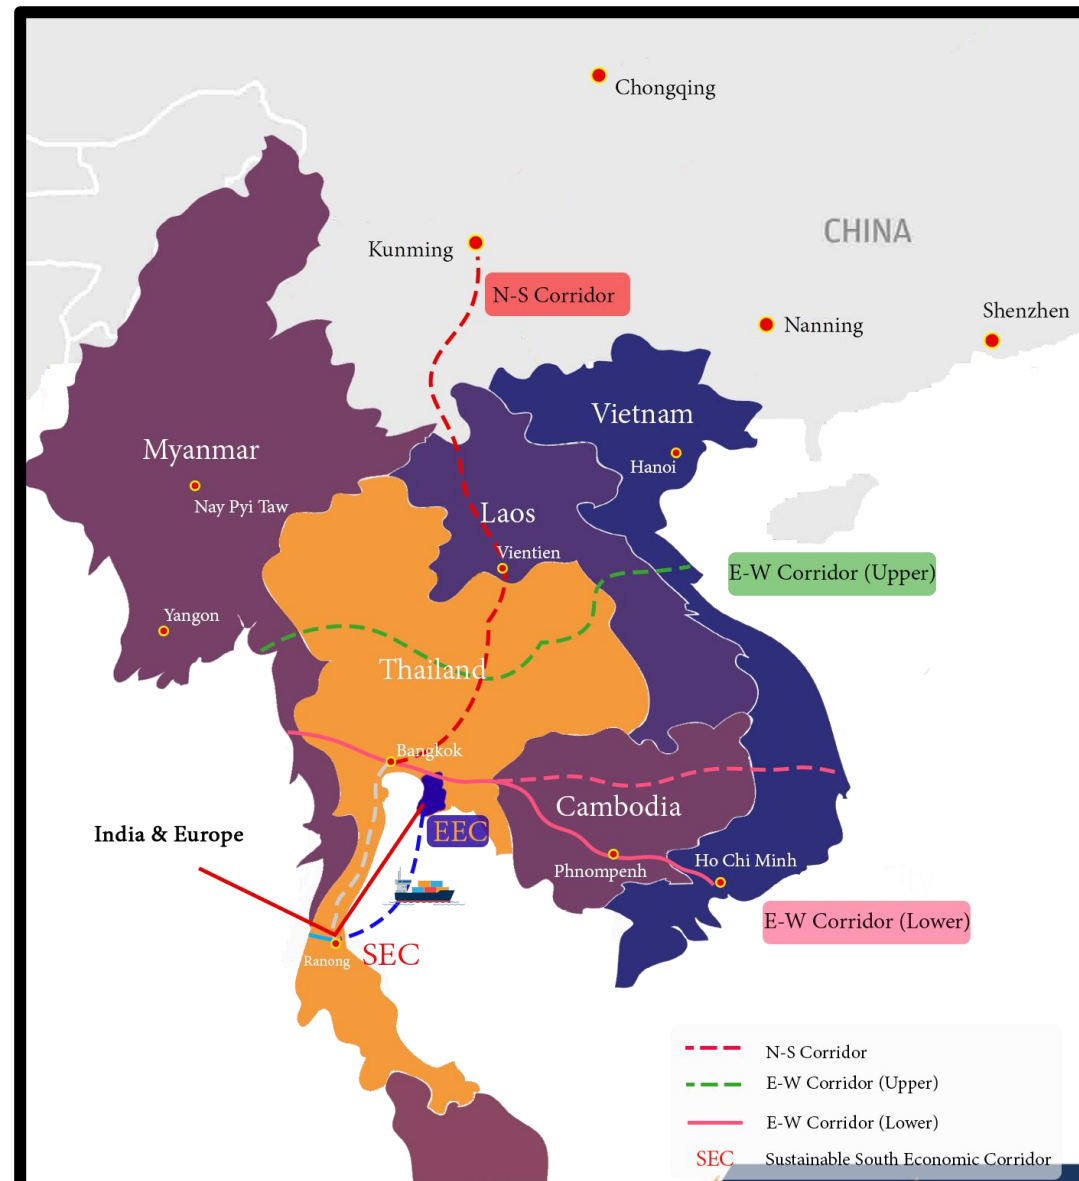 Chongqing
CHINA
Kunming
N-S Corridor
Shenzhen
Nanning
Vietnam
Myanmar
Hanoi
Nay Pyi Taw
Laos
Vientien
E-W Corridor (Upper)
Yangon
Thailand
Bangkok
Cambodia
India & Europe
EEC
Phnompenh
Ho Chi Minh
City
E-W Corridor (Lower)
SEC
Ranong
N-S Corridor
E-W Corridor (Upper)
E-W Corridor (Lower)
SEC Sustainable South Economic Corridor